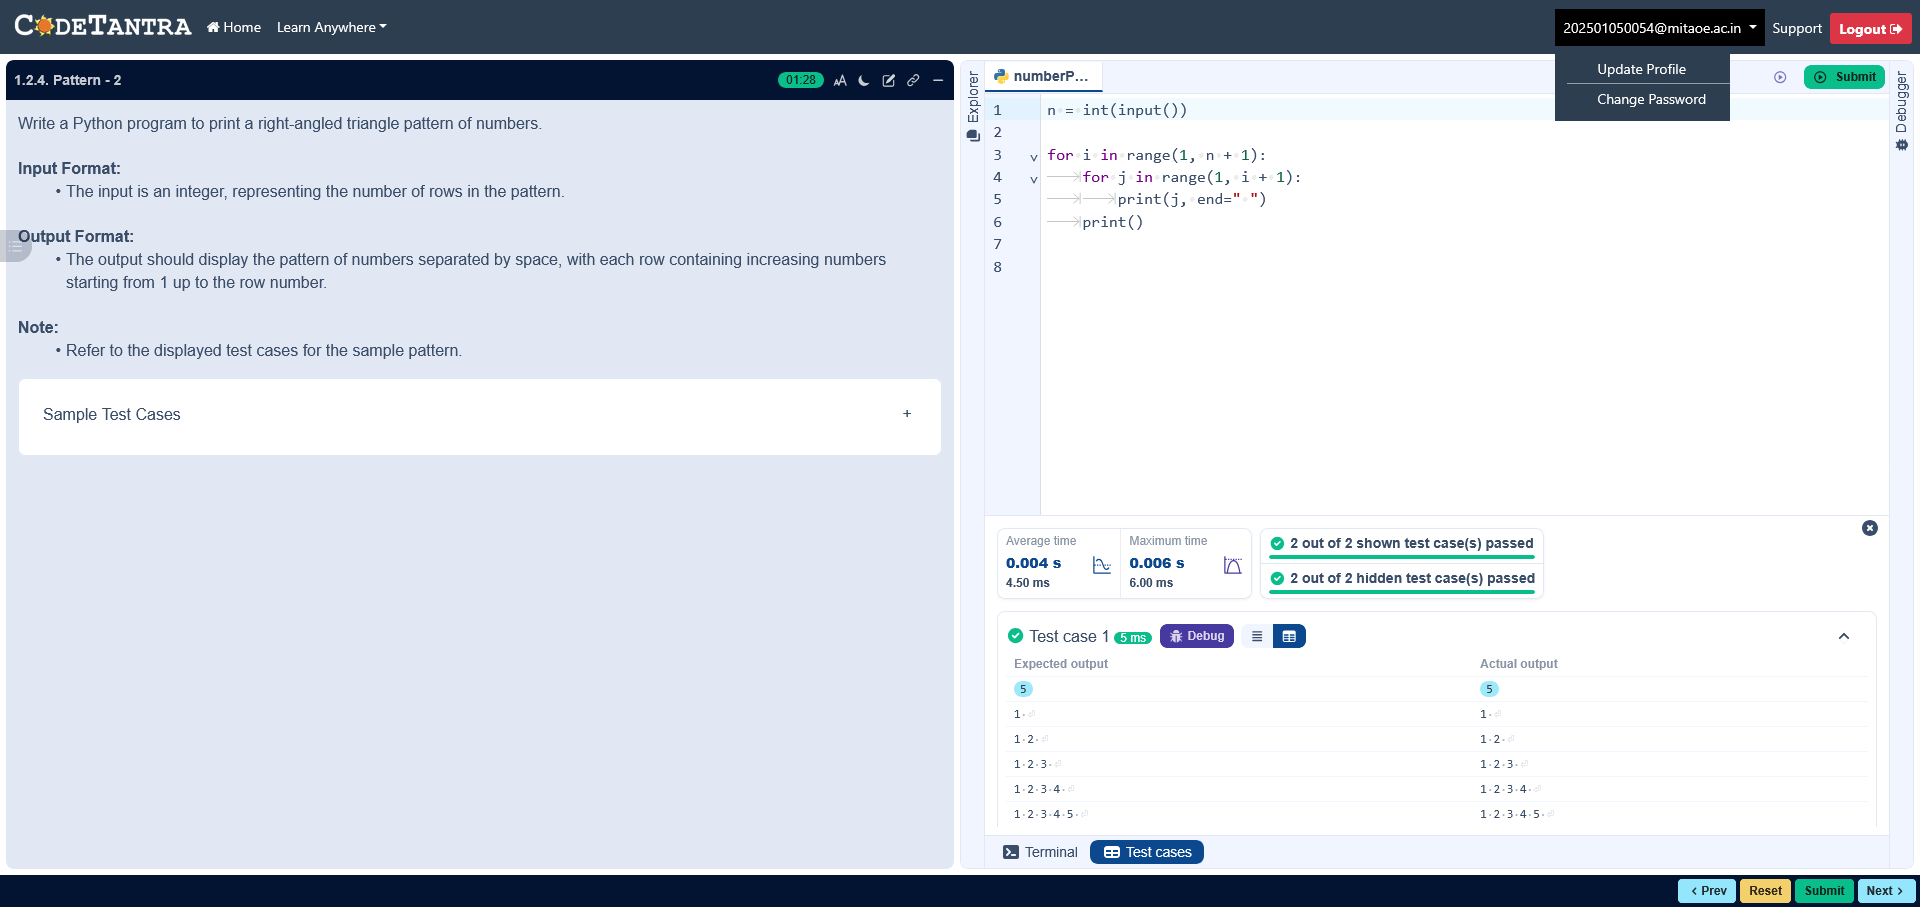 CODETANTRA Home Learn Anywhere 202501050054@mitaoe.ac.in Support Logout
Update Profile
Change Password
1.2.4. Pattern - 2 01:28
Write a Python program to print a right-angled triangle pattern of numbers.
Input Format:
• The input is an integer, representing the number of rows in the pattern.
Output Format:
• The output should display the pattern of numbers separated by space, with each row containing increasing numbers
starting from 1 up to the row number.
Note:
• Refer to the displayed test cases for the sample pattern.
Sample Test Cases +
Explorer
numberP...
Submit
Debugger
1 n = int(input())
2
3 for i in range(1, n + 1):
4 for j in range(1, i + 1):
5 print(j, end=" ")
6 print()
7
8
Average time
0.004 s
4.50 ms
Maximum time
0.006 s
6.00 ms
2 out of 2 shown test case(s) passed
2 out of 2 hidden test case(s) passed
Test case 1 5 ms Debug
Expected output Actual output
5 5
1· 1·
1·2· 1·2·
1·2·3· 1·2·3·
1·2·3·4· 1·2·3·4·
1·2·3·4·5· 1·2·3·4·5·
Terminal Test cases
< Prev Reset Submit Next >